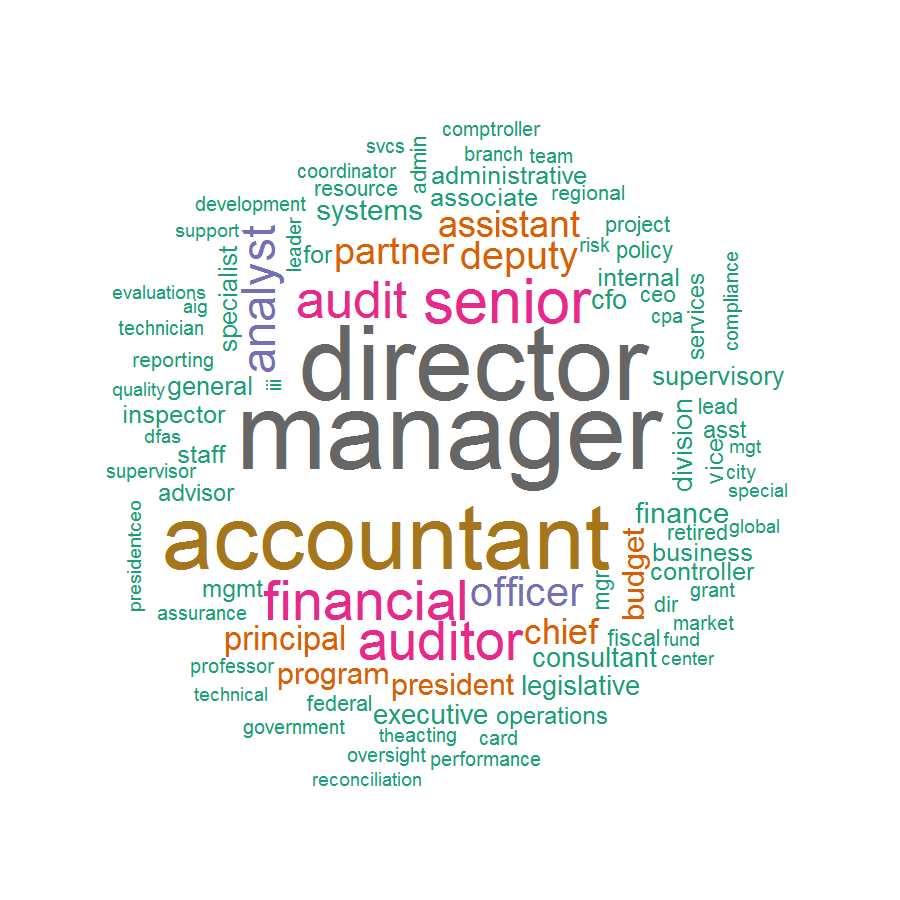 comptroller
svcs
admin
branch
team
coordinator
administrative
resource
associate
regional
development
systems
support
leader
assistant
project
analyst
for
partner
deputy
risk
policy
specialist
internal
evaluations
audit
senior
cfo
ceo
services
compliance
aig
cpa
technician
director
reporting
quality
general
iii
supervisory
inspector
manager
division
lead
dfas
staff
vice
asst
mgt
supervisor
city
advisor
special
presidentceo
accountant
finance
retired
global
budget
business
mgmt
financial
officer
mgr
controller
grant
assurance
dir
principal
auditor
chief
fiscal
market
fund
professor
program
president
consultant
center
technical
legislative
federal
executive
operations
government
theacting
card
oversight
performance
reconciliation